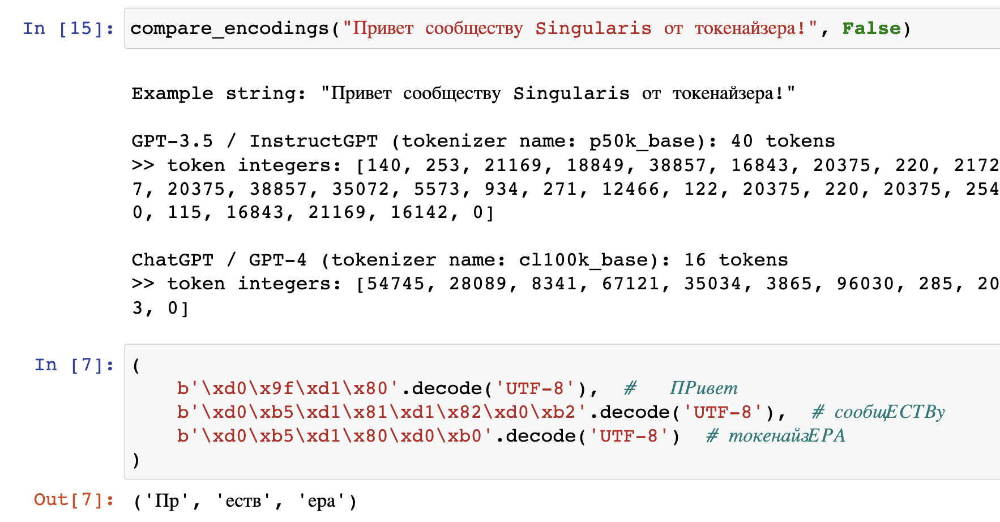 In [15]: compare_encodings("Привет сообществу Singularis от токенайзера!", False)
Example string: "Привет сообществу Singularis от токенайзера!"
GPT-3.5 / InstructGPT (tokenizer name: p50k_base): 40 tokens
>> token integers: [140, 253, 21169, 18849, 38857, 16843, 20375, 220, 2172
7, 20375, 38857, 35072, 5573, 934, 271, 12466, 122, 20375, 220, 20375, 254
0, 115, 16843, 21169, 16142, 0]
ChatGPT / GPT-4 (tokenizer name: cl100k_base): 16 tokens
>> token integers: [54745, 28089, 8341, 67121, 35034, 3865, 96030, 285, 20
3, 0]
In [7]: (
b'\xd0\x9f\xd1\x80'.decode('UTF-8'), # ПРивет
b'\xd0\xb5\xd1\x81\xd1\x82\xd0\xb2'.decode('UTF-8'), # сообщЕСТВу
b'\xd0\xb5\xd1\x80\xd0\xb0'.decode('UTF-8') # токенайзЕРА
)
Out[7]: ('Пр', 'еств', 'ера')